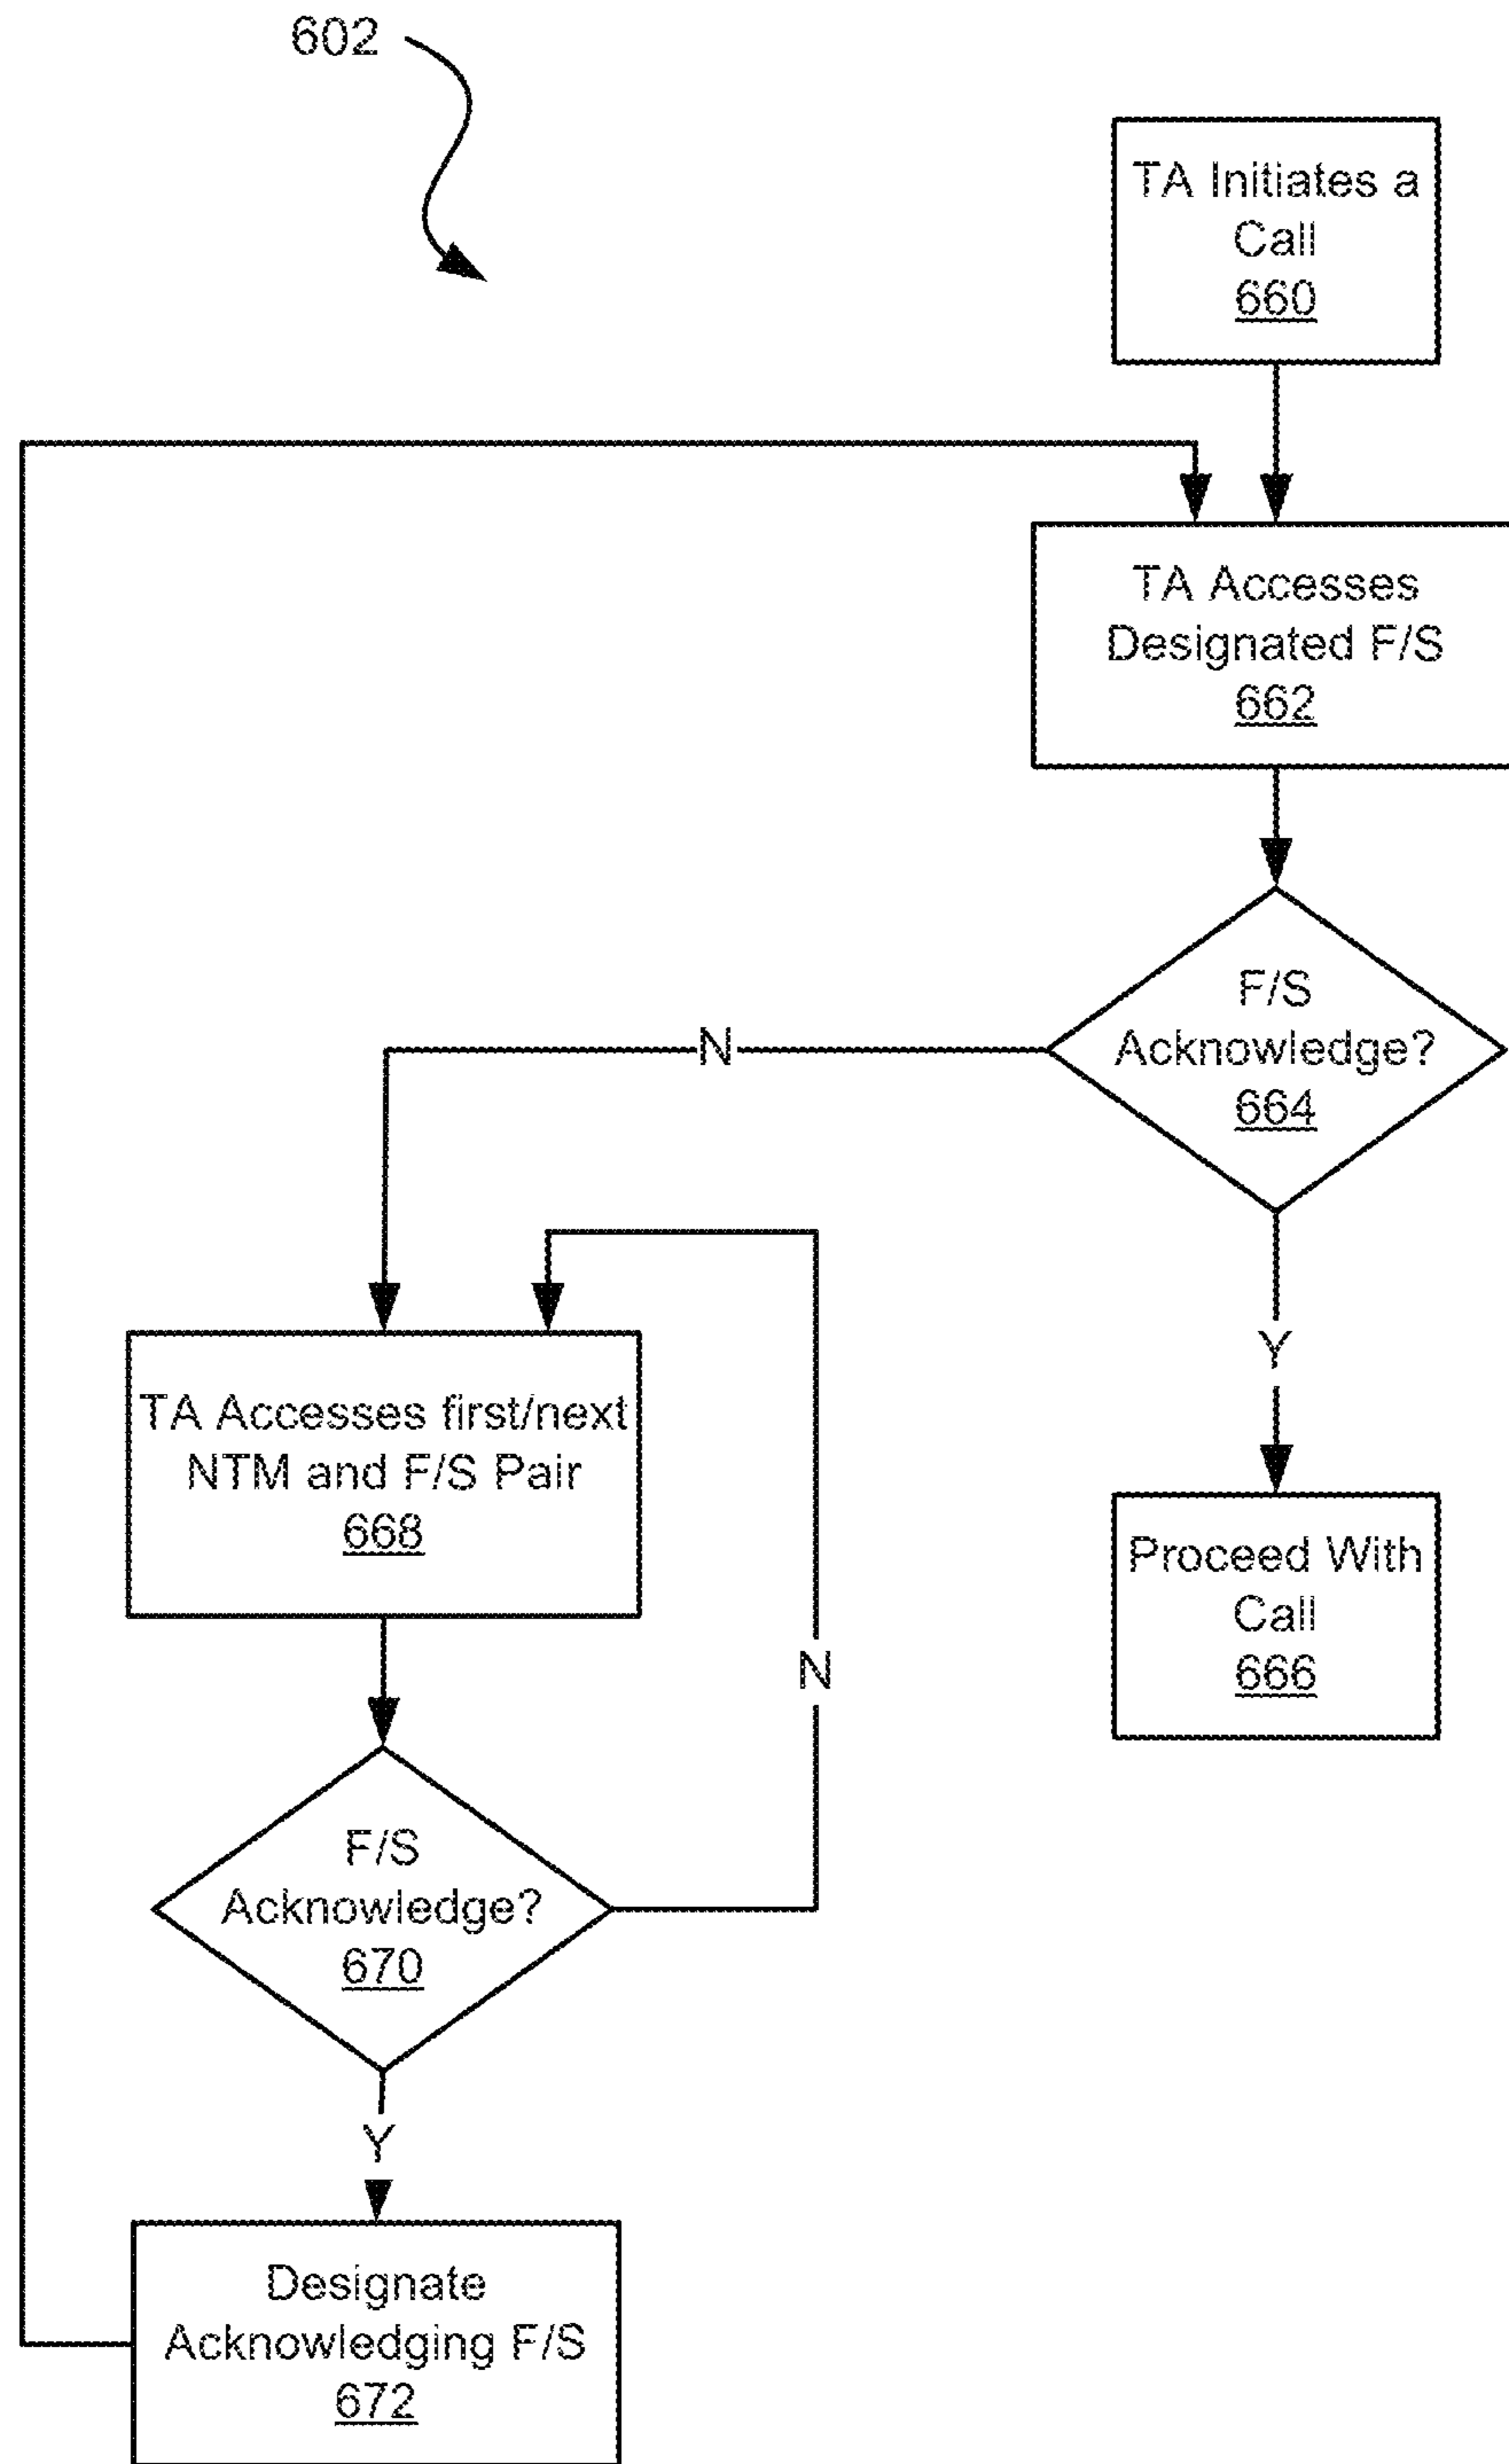 602
TA Initiates a
Call
660
TA Accesses
Designated F/S
662
F/S
Acknowledge?
664
N
Y
Proceed With
Call
666
TA Accesses first/next
NTM and F/S Pair
668
N
F/S
Acknowledge?
670
Y
Designate
Acknowledging F/S
672